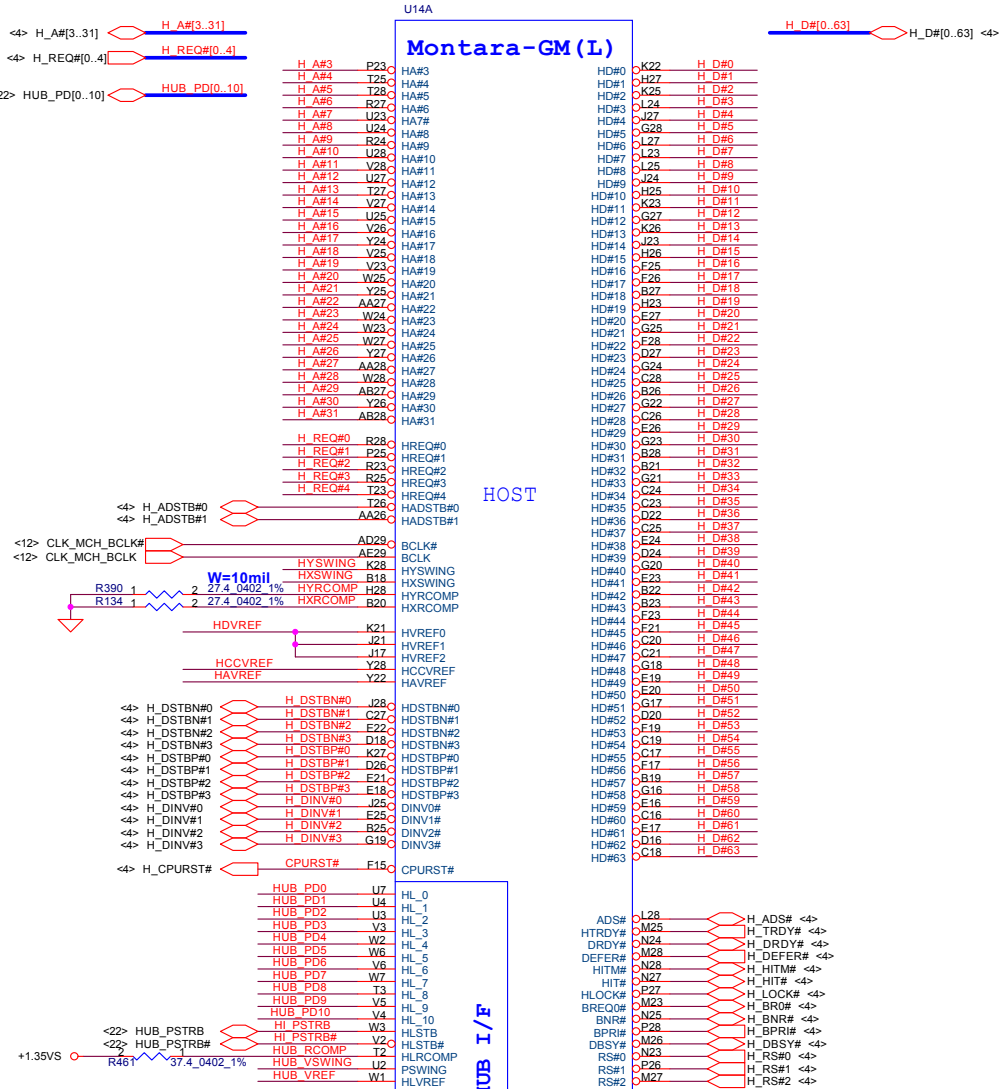 U14A
Montara-GM(L)
<4> H_A#[3..31] H_A#[3..31]
<4> H_REQ#[0..4] H_REQ#[0..4]
22> HUB_PD[0..10] HUB_PD[0..10]
H_D#[0..63] H_D#[0..63] <4>
H_A#3 P23 HA#3
H_A#4 T25 HA#4
H_A#5 T28 HA#5
H_A#6 R27 HA#6
H_A#7 U23 HA7#
H_A#8 U24 HA#8
H_A#9 R24 HA#9
H_A#10 U28 HA#10
H_A#11 V28 HA#11
H_A#12 U27 HA#12
H_A#13 T27 HA#13
H_A#14 V27 HA#14
H_A#15 U25 HA#15
H_A#16 V26 HA#16
H_A#17 Y24 HA#17
H_A#18 V25 HA#18
H_A#19 V23 HA#19
H_A#20 W25 HA#20
H_A#21 Y25 HA#21
H_A#22 AA27 HA#22
H_A#23 W24 HA#23
H_A#24 W23 HA#24
H_A#25 W27 HA#25
H_A#26 Y27 HA#26
H_A#27 AA28 HA#27
H_A#28 W28 HA#28
H_A#29 AB27 HA#29
H_A#30 Y26 HA#30
H_A#31 AB28 HA#31
H_REQ#0 R28 HREQ#0
H_REQ#1 P25 HREQ#1
H_REQ#2 R23 HREQ#2
H_REQ#3 R25 HREQ#3
H_REQ#4 T23 HREQ#4
<4> H_ADSTB#0 T26 HADSTB#0
<4> H_ADSTB#1 AA26 HADSTB#1
<12> CLK_MCH_BCLK# AD29 BCLK#
<12> CLK_MCH_BCLK AE29 BCLK
HYSWING K28 HYSWING
W=10mil HXSWING B18 HXSWING
R390 1 2 27.4_0402_1% HYRCOMP H28 HYRCOMP
R134 1 2 27.4_0402_1% HXRCOMP B20 HXRCOMP
HDVREF K21 HVREF0
J21 HVREF1
J17 HVREF2
HCCVREF Y28 HCCVREF
HAVREF Y22 HAVREF
<4> H_DSTBN#0 H_DSTBN#0 J28 HDSTBN#0
<4> H_DSTBN#1 H_DSTBN#1 C27 HDSTBN#1
<4> H_DSTBN#2 H_DSTBN#2 E22 HDSTBN#2
<4> H_DSTBN#3 H_DSTBN#3 D18 HDSTBN#3
<4> H_DSTBP#0 H_DSTBP#0 K27 HDSTBP#0
<4> H_DSTBP#1 H_DSTBP#1 D26 HDSTBP#1
<4> H_DSTBP#2 H_DSTBP#2 E21 HDSTBP#2
<4> H_DSTBP#3 H_DSTBP#3 E18 HDSTBP#3
<4> H_DINV#0 H_DINV#0 J25 DINV0#
<4> H_DINV#1 H_DINV#1 E25 DINV1#
<4> H_DINV#2 H_DINV#2 B25 DINV2#
<4> H_DINV#3 H_DINV#3 G19 DINV3#
<4> H_CPURST# CPURST# F15 CPURST#
HUB_PD0 U7 HL_0
HUB_PD1 U4 HL_1
HUB_PD2 U3 HL_2
HUB_PD3 V3 HL_3
HUB_PD4 W2 HL_4
HUB_PD5 W6 HL_5
HUB_PD6 V6 HL_6
HUB_PD7 W7 HL_7
HUB_PD8 T3 HL_8
HUB_PD9 V5 HL_9
HUB_PD10 V4 HL_10
<22> HUB_PSTRB HI_PSTRB W3 HLSTB
<22> HUB_PSTRB# HI_PSTRB# V2 HLSTB#
+1.35VS 2 1 R461 37.4_0402_1% HUB_RCOMP T2 HLRCOMP
HUB_VSWING U2 PSWING
HUB_VREF W1 HLVREF
HOST
HUB I/F
HD#0 K22 H_D#0
HD#1 H27 H_D#1
HD#2 K25 H_D#2
HD#3 L24 H_D#3
HD#4 J27 H_D#4
HD#5 G28 H_D#5
HD#6 L27 H_D#6
HD#7 L23 H_D#7
HD#8 L25 H_D#8
HD#9 J24 H_D#9
HD#10 H25 H_D#10
HD#11 K23 H_D#11
HD#12 G27 H_D#12
HD#13 K26 H_D#13
HD#14 J23 H_D#14
HD#15 H26 H_D#15
HD#16 F25 H_D#16
HD#17 F26 H_D#17
HD#18 B27 H_D#18
HD#19 H23 H_D#19
HD#20 E27 H_D#20
HD#21 G25 H_D#21
HD#22 F28 H_D#22
HD#23 D27 H_D#23
HD#24 G24 H_D#24
HD#25 C28 H_D#25
HD#26 B26 H_D#26
HD#27 G22 H_D#27
HD#28 C26 H_D#28
HD#29 E26 H_D#29
HD#30 G23 H_D#30
HD#31 B28 H_D#31
HD#32 B21 H_D#32
HD#33 G21 H_D#33
HD#34 C24 H_D#34
HD#35 C23 H_D#35
HD#36 D22 H_D#36
HD#37 C25 H_D#37
HD#38 E24 H_D#38
HD#39 D24 H_D#39
HD#40 G20 H_D#40
HD#41 E23 H_D#41
HD#42 B22 H_D#42
HD#43 B23 H_D#43
HD#44 F23 H_D#44
HD#45 F21 H_D#45
HD#46 C20 H_D#46
HD#47 C21 H_D#47
HD#48 G18 H_D#48
HD#49 E19 H_D#49
HD#50 E20 H_D#50
HD#51 G17 H_D#51
HD#52 D20 H_D#52
HD#53 F19 H_D#53
HD#54 C19 H_D#54
HD#55 C17 H_D#55
HD#56 F17 H_D#56
HD#57 B19 H_D#57
HD#58 G16 H_D#58
HD#59 E16 H_D#59
HD#60 C16 H_D#60
HD#61 E17 H_D#61
HD#62 D16 H_D#62
HD#63 C18 H_D#63
ADS# L28 H_ADS# <4>
HTRDY# M25 H_TRDY# <4>
DRDY# N24 H_DRDY# <4>
DEFER# M28 H_DEFER# <4>
HITM# N28 H_HITM# <4>
HIT# N27 H_HIT# <4>
HLOCK# P27 H_LOCK# <4>
BREQ0# M23 H_BR0# <4>
BNR# N25 H_BNR# <4>
BPRI# P28 H_BPRI# <4>
DBSY# M26 H_DBSY# <4>
RS#0 N23 H_RS#0 <4>
RS#1 P26 H_RS#1 <4>
RS#2 M27 H_RS#2 <4>